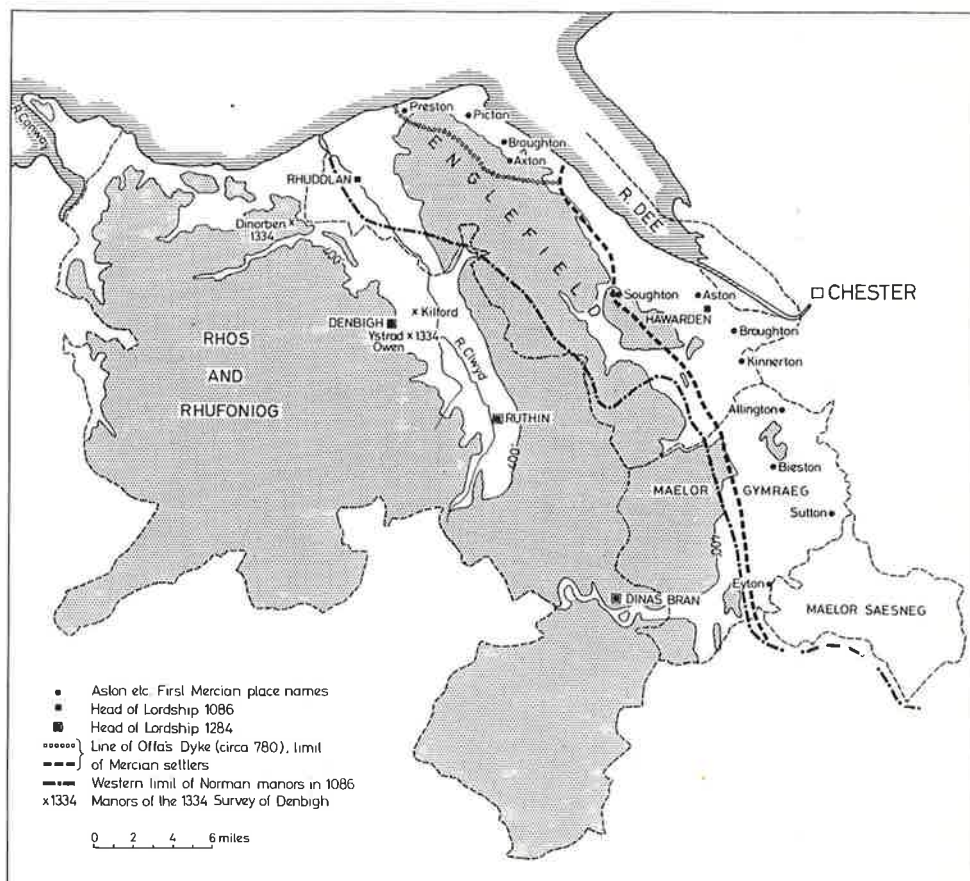 R. Conwy
Preston
Picton
Broughton
Axton
ENGLEFIELD
RHUDDLAN
Dinorben
1334
400'
R. DEE
CHESTER
Soughton
Aston
HAWARDEN
Broughton
Kinnerton
Kilford
DENBIGH
Ystrad x1334
Owen
R. Clwyd
RHOS
AND
RHUFONIOG
RUTHIN
400'
Allington
Bieston
MAELOR GYMRAEG
Sutton
400'
Eyton
DINAS BRAN
MAELOR SAESNEG
Aslon etc. First Mercian place names
Head of Lordship 1086
Head of Lordship 1284
Line of Offa's Dyke (circa 780), limit
of Mercian settlers
Western limit of Norman manors in 1086
x1334 Manors of the 1334 Survey of Denbigh
0 2 4 6 miles